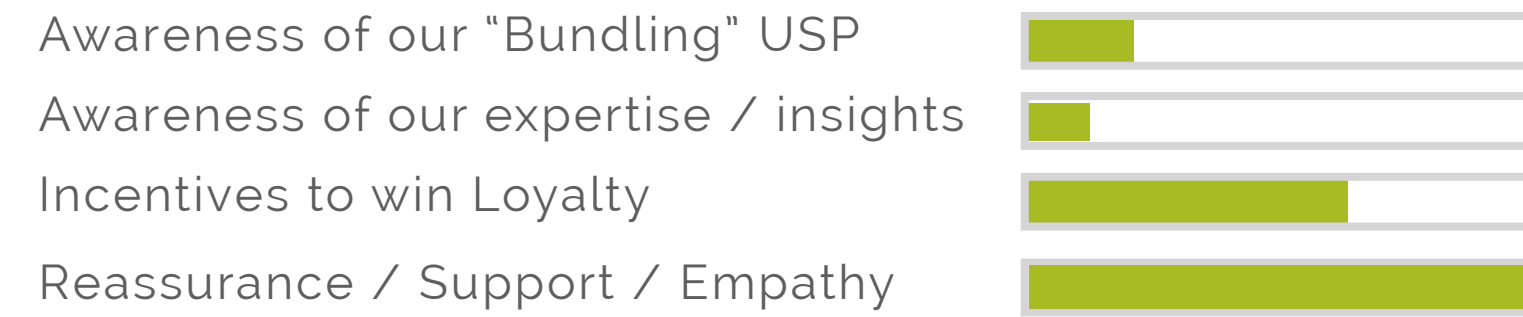 Awareness of our “Bundling” USP
Awareness of our expertise / insights
Incentives to win Loyalty
Reassurance / Support / Empathy